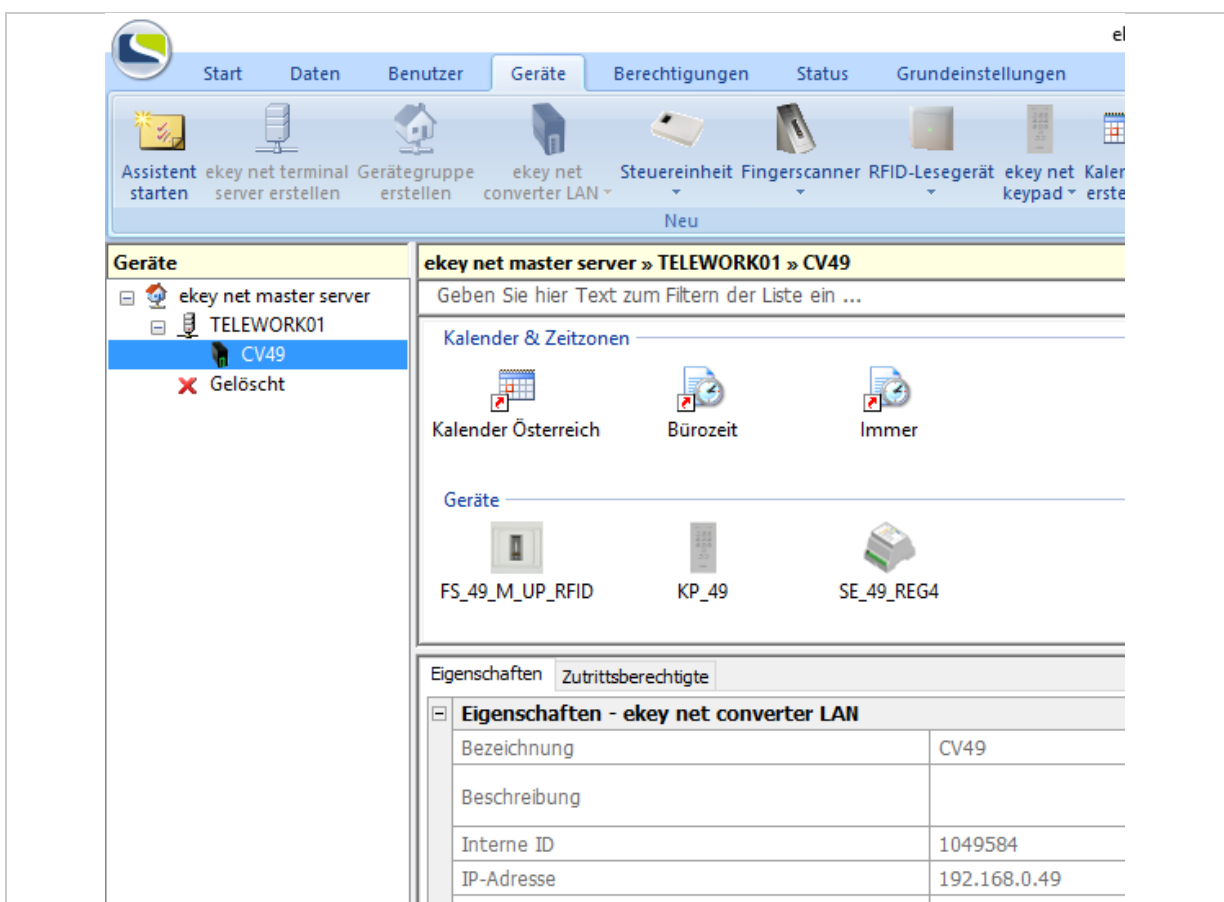 Start Daten Benutzer Geräte Berechtigungen Status Grundeinstellungen
Assistent starten
ekey net terminal server erstellen
Gerätegruppe erstellen
ekey net converter LAN
Steuereinheit
Fingerscanner
RFID-Lesegerät
ekey net keypad
Neu
Geräte
ekey net master server
TELEWORK01
CV49
Gelöscht
ekey net master server » TELEWORK01 » CV49
Geben Sie hier Text zum Filtern der Liste ein ...
Kalender & Zeitzonen
Kalender Österreich Bürozeit Immer
Geräte
FS_49_M_UP_RFID KP_49 SE_49_REG4
Eigenschaften Zutrittsberechtigte
Eigenschaften - ekey net converter LAN
Bezeichnung CV49
Beschreibung
Interne ID 1049584
IP-Adresse 192.168.0.49